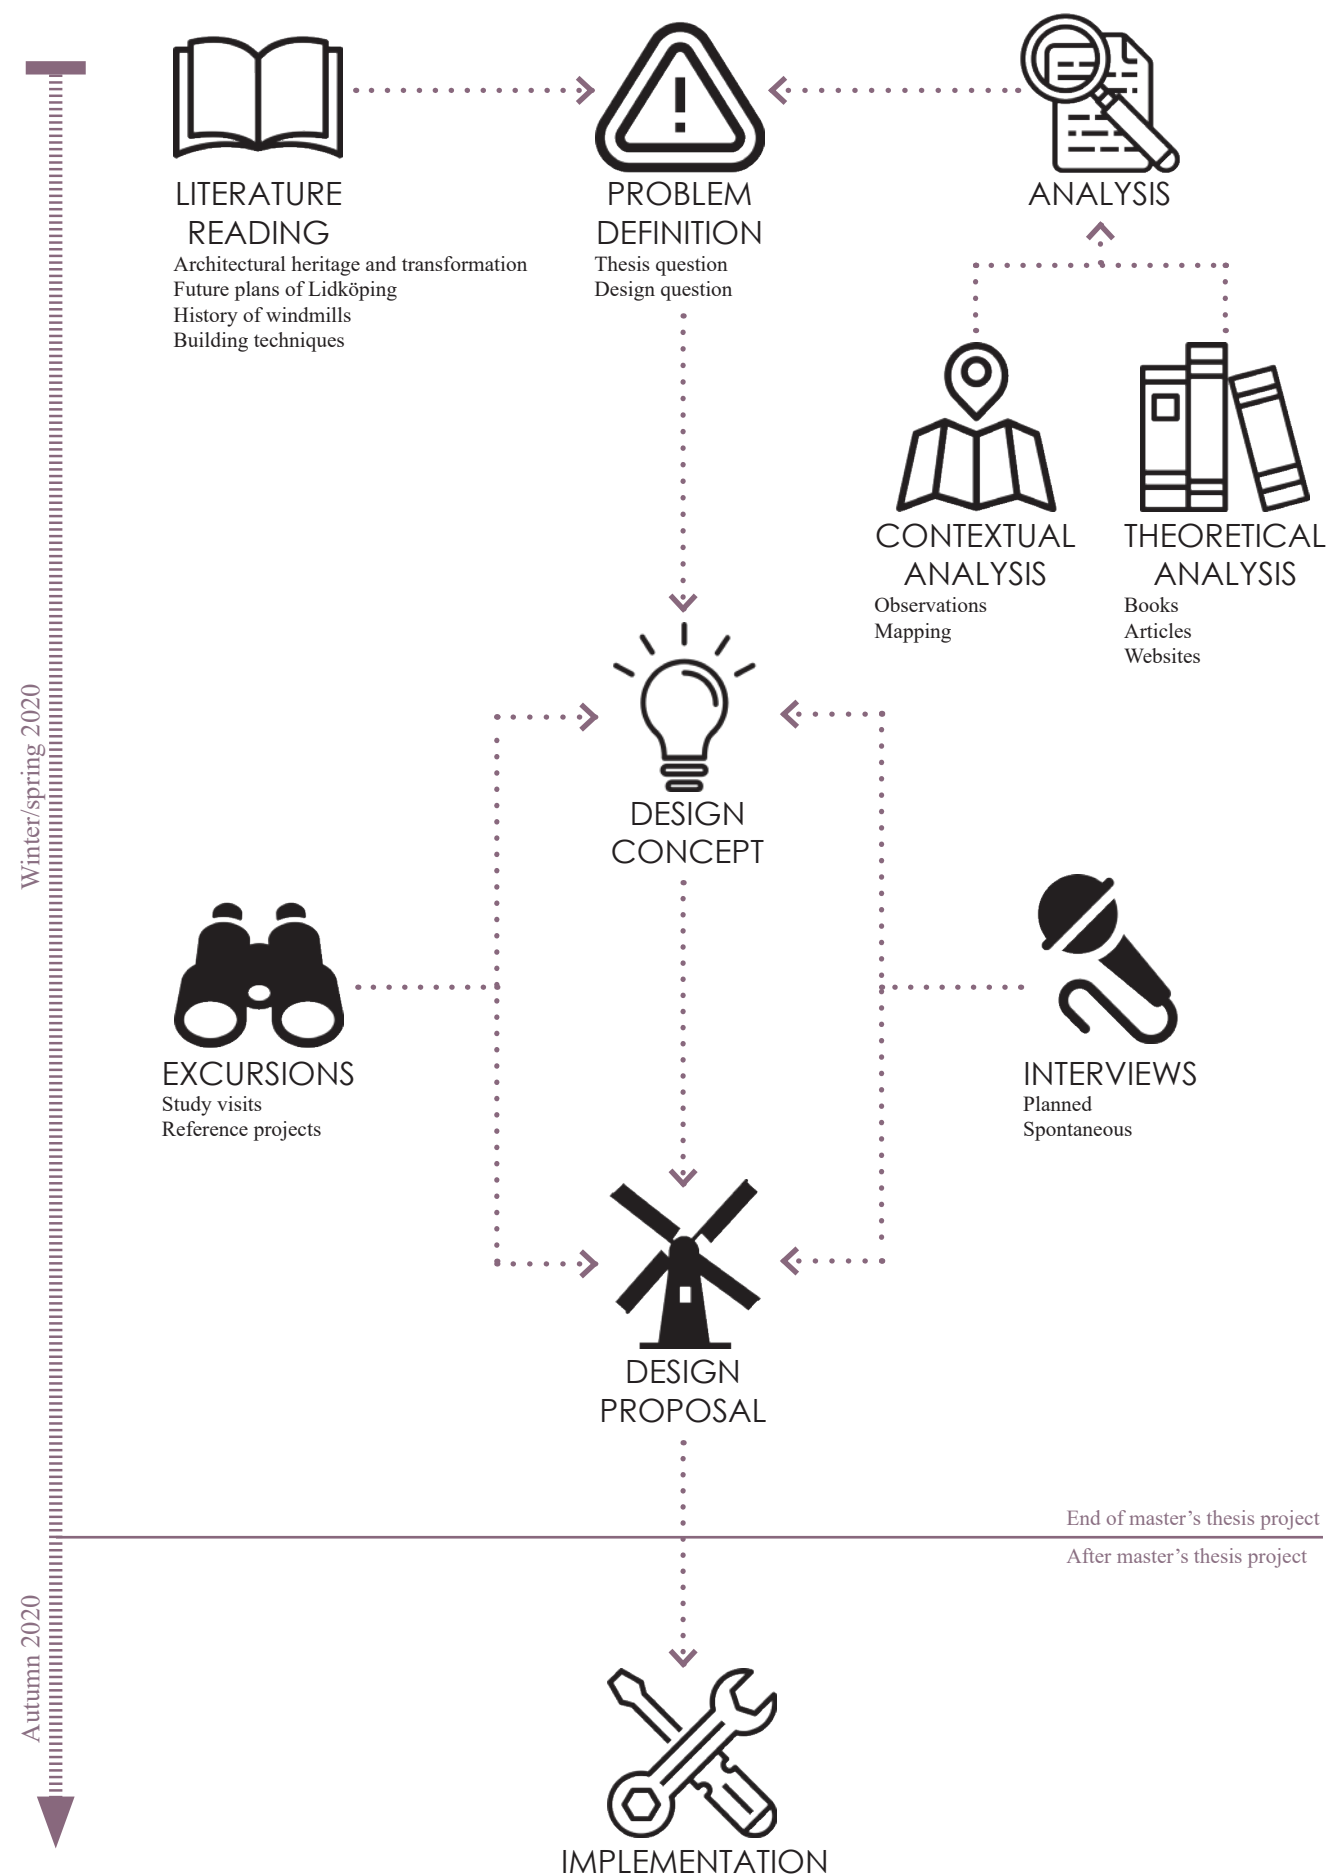 LITERATURE
READING
Architectural heritage and transformation
Future plans of Lidköping
History of windmills
Building techniques
PROBLEM
DEFINITION
Thesis question
Design question
ANALYSIS
CONTEXTUAL
ANALYSIS
Observations
Mapping
THEORETICAL
ANALYSIS
Books
Articles
Websites
Winter/spring 2020
DESIGN
CONCEPT
EXCURSIONS
Study visits
Reference projects
INTERVIEWS
Planned
Spontaneous
DESIGN
PROPOSAL
End of master’s thesis project
After master’s thesis project
Autumn 2020
IMPLEMENTATION